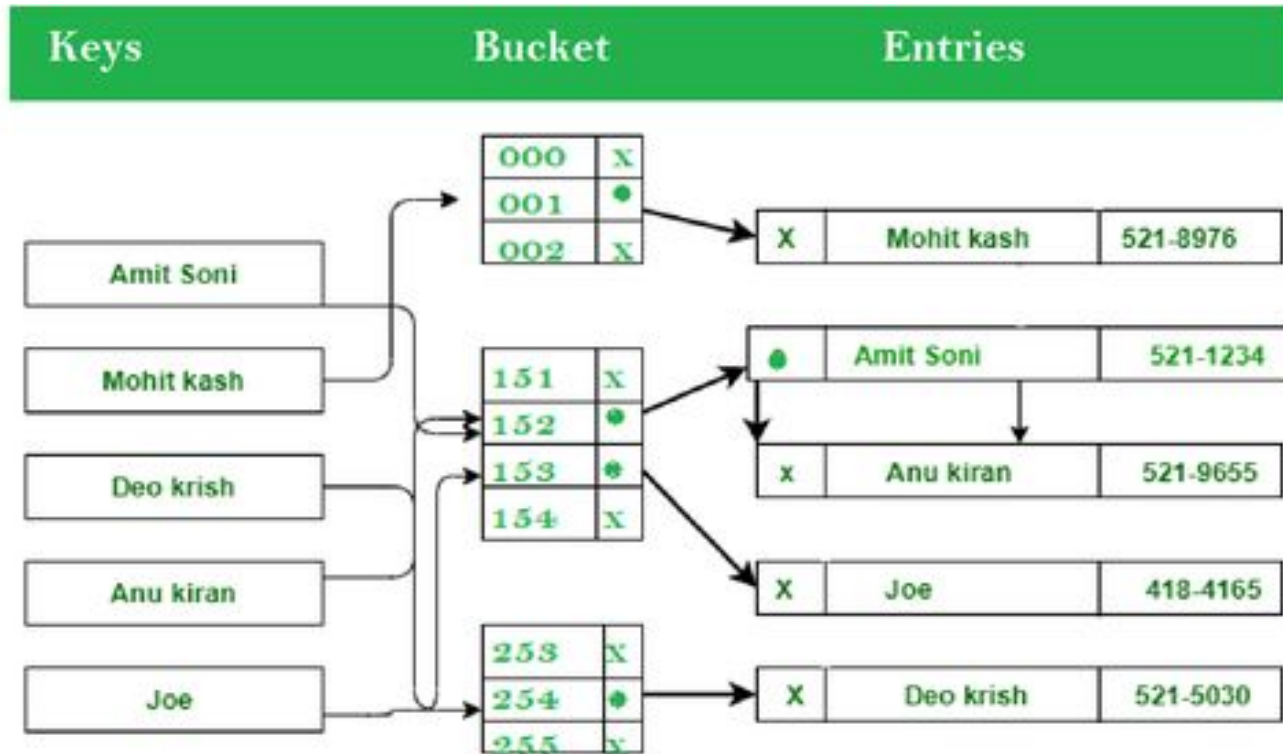 Keys Bucket Entries
Amit Soni
Mohit kash
Deo krish
Anu kiran
Joe
000 X
001
002 X
151 X
152
153
154 X
253 X
254
255 X
X Mohit kash 521-8976
Amit Soni 521-1234
x Anu kiran 521-9655
X Joe 418-4165
X Deo krish 521-5030